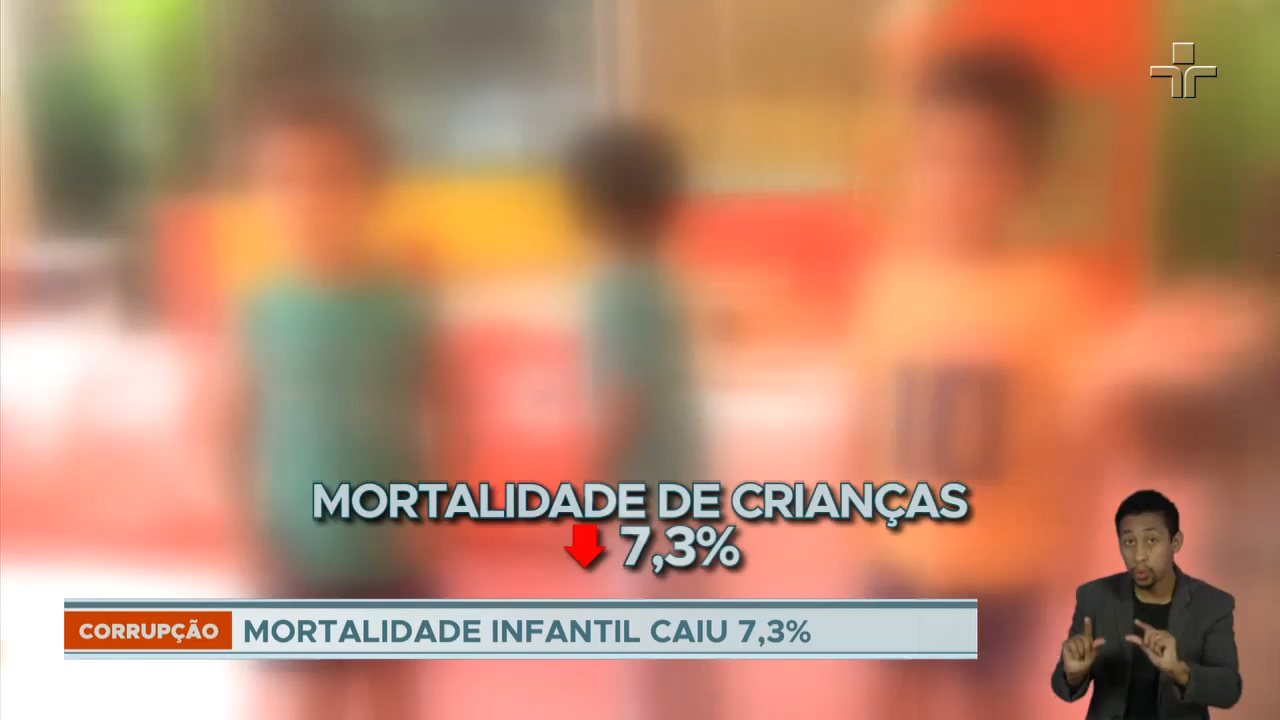 MORTALIDADE DE CRIANÇAS
7,3%
CORRUPÇÃO MORTALIDADE INFANTIL CAIU 7,3%